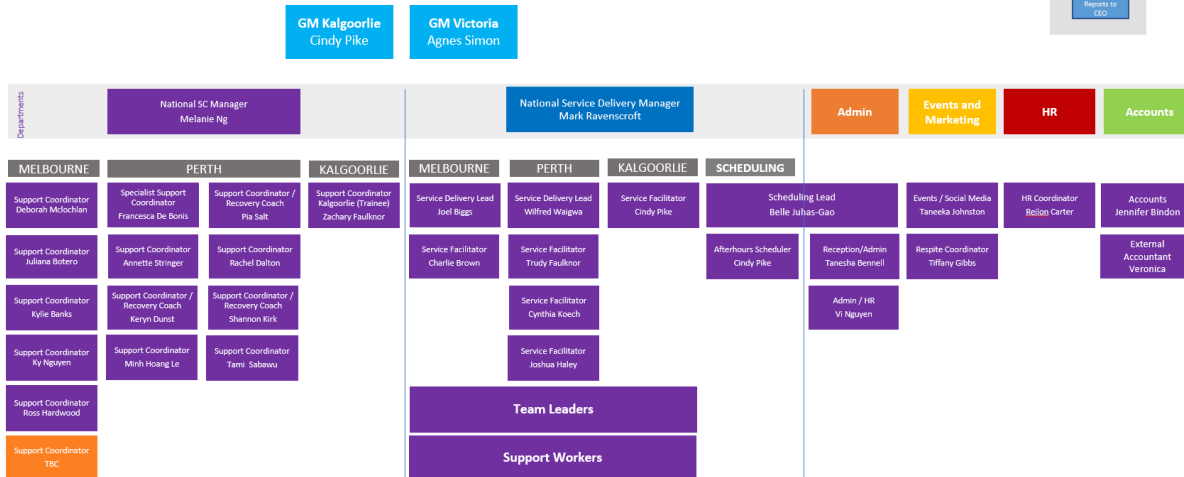 Reports to
CEO
GM Kalgoorlie
Cindy Pike
GM Victoria
Agnes Simon
Departments
National SC Manager
Melanie Ng
National Service Delivery Manager
Mark Ravenscroft
Admin
Events and
Marketing
HR
Accounts
MELBOURNE
PERTH
KALGOORLIE
MELBOURNE
PERTH
KALGOORLIE
SCHEDULING
Support Coordinator
Deborah Mclochlan
Specialist Support
Coordinator
Francesca De Bonis
Support Coordinator /
Recovery Coach
Pia Salt
Support Coordinator
Kalgoorlie (Trainee)
Zachary Faulknor
Service Delivery Lead
Joel Biggs
Service Delivery Lead
Wilfred Waigwa
Service Facilitator
Cindy Pike
Scheduling Lead
Belle Juhas-Gao
Events / Social Media
Taneeka Johnston
HR Coordinator
Reilon Carter
Accounts
Jennifer Bindon
Support Coordinator
Juliana Botero
Support Coordinator
Annette Stringer
Support Coordinator
Rachel Dalton
Service Facilitator
Charlie Brown
Service Facilitator
Trudy Faulknor
Afterhours Scheduler
Cindy Pike
Reception/Admin
Tanesha Bennell
Respite Coordinator
Tiffany Gibbs
External
Accountant
Veronica
Support Coordinator
Kylie Banks
Support Coordinator /
Recovery Coach
Keryn Dunst
Support Coordinator /
Recovery Coach
Shannon Kirk
Service Facilitator
Cynthia Koech
Admin / HR
Vi Nguyen
Support Coordinator
Ky Nguyen
Support Coordinator
Minh Hoang Le
Support Coordinator
Tami Sabawu
Service Facilitator
Joshua Haley
Support Coordinator
Ross Hardwood
Team Leaders
Support Coordinator
TBC
Support Workers